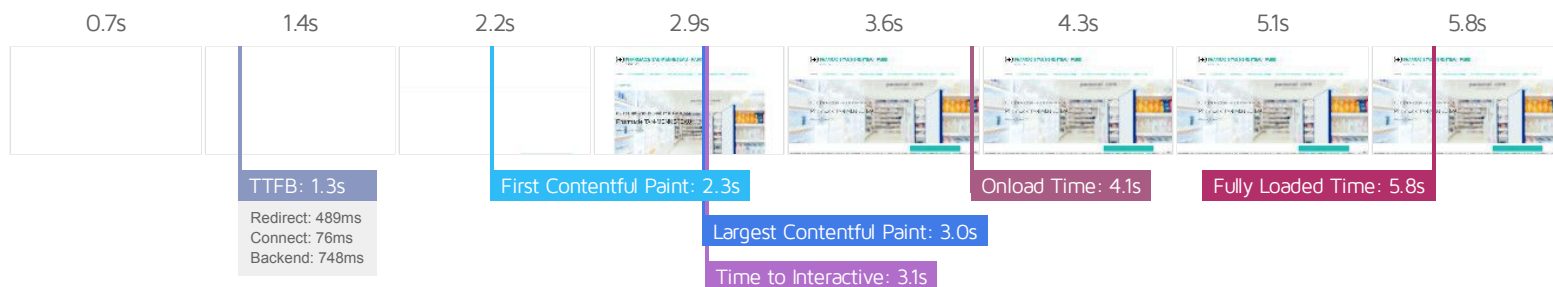 0.7s
1.4s
2.2s
2.9s
3.6s
4.3s
5.1s
5.8s
TTFB: 1.3s
Redirect: 489ms
Connect: 76ms
Backend: 748ms
First Contentful Paint: 2.3s
Largest Contentful Paint: 3.0s
Time to Interactive: 3.1s
Onload Time: 4.1s
Fully Loaded Time: 5.8s